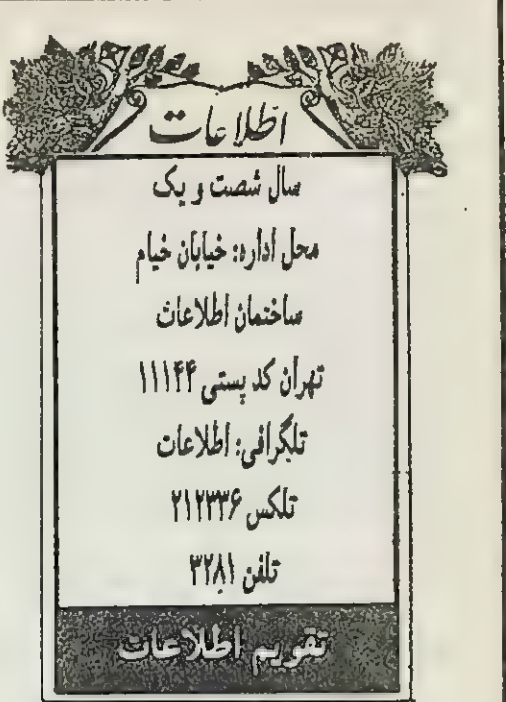 اطلاعات
سال شصت و یک
محل اداره: خیابان خیام
ساختمان اطلاعات
تهران کد پستی ۱۱۱۴۴
تلگرافی: اطلاعات
تلکس ۲۱۲۳۳۶
تلفن ۳۲۸۱
تقویم اطلاعات